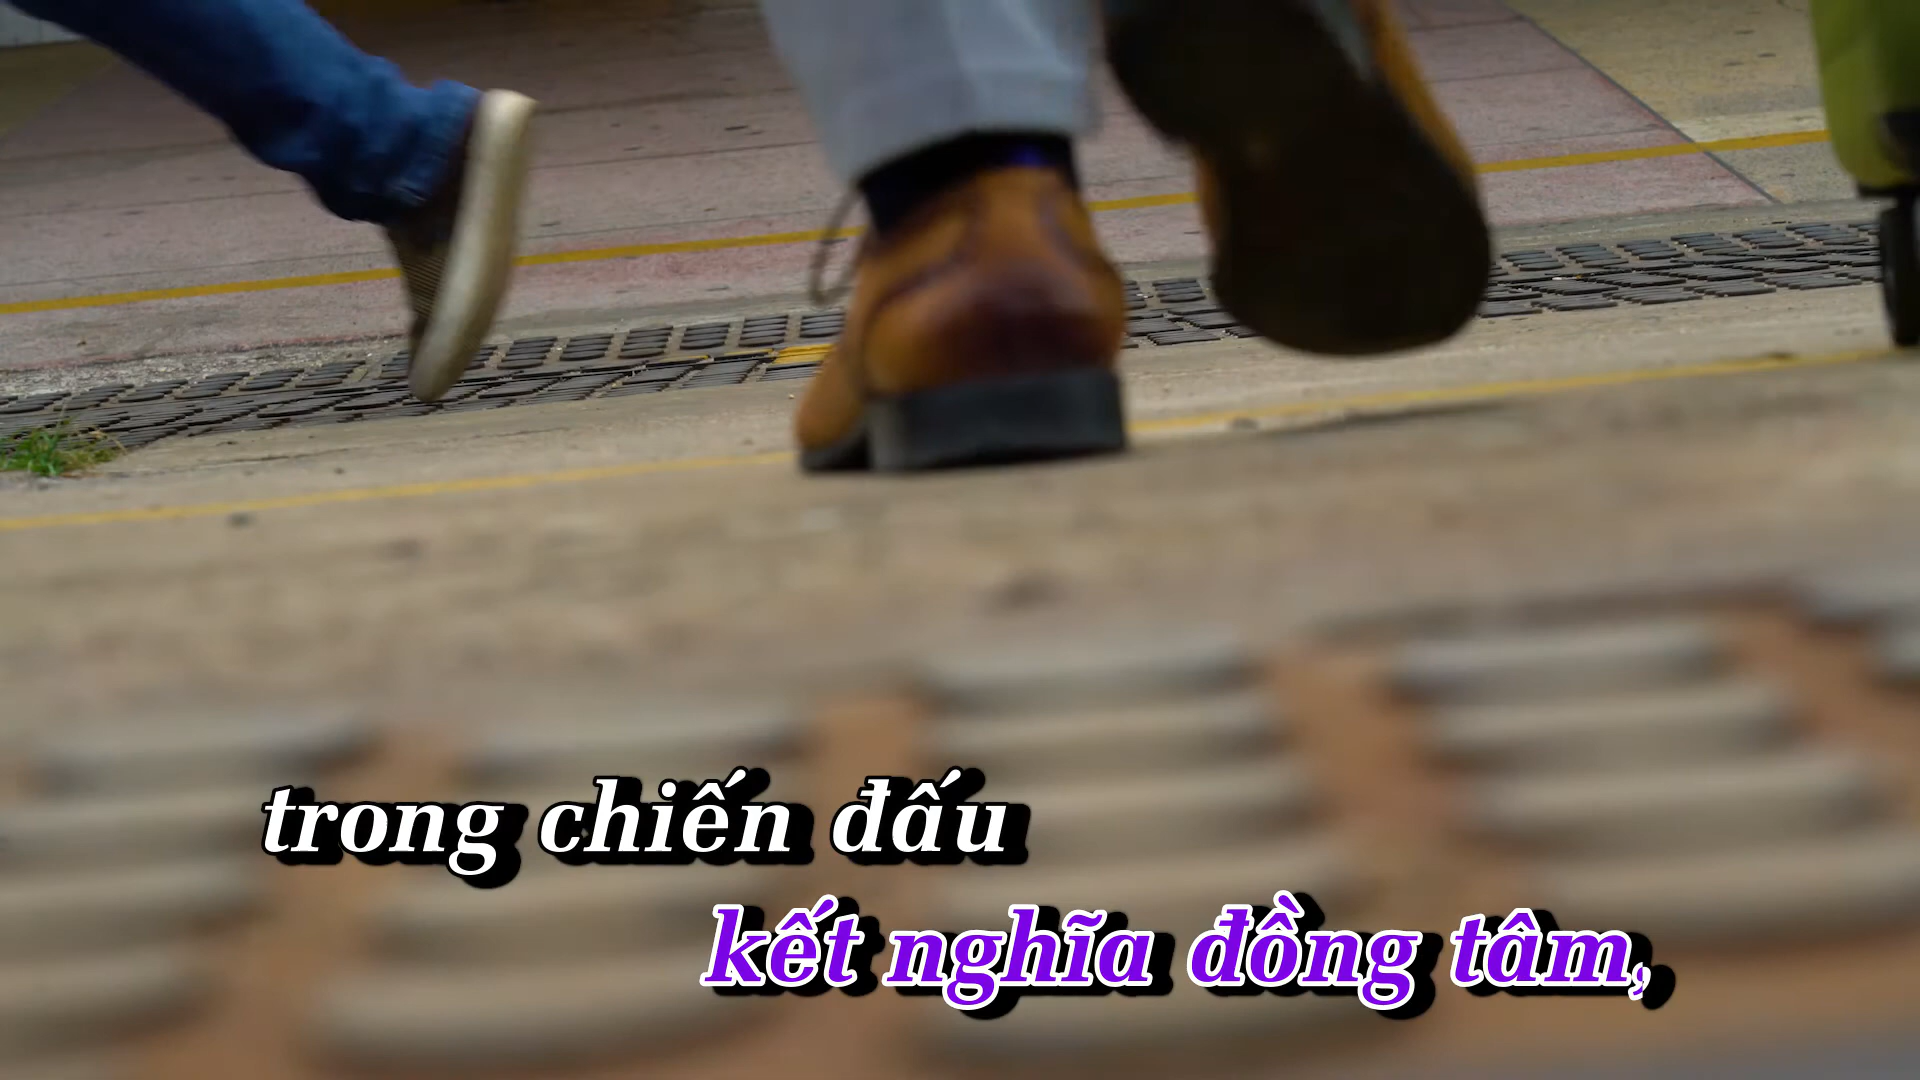 trong chiến đấu
kết nghĩa đồng tâm,